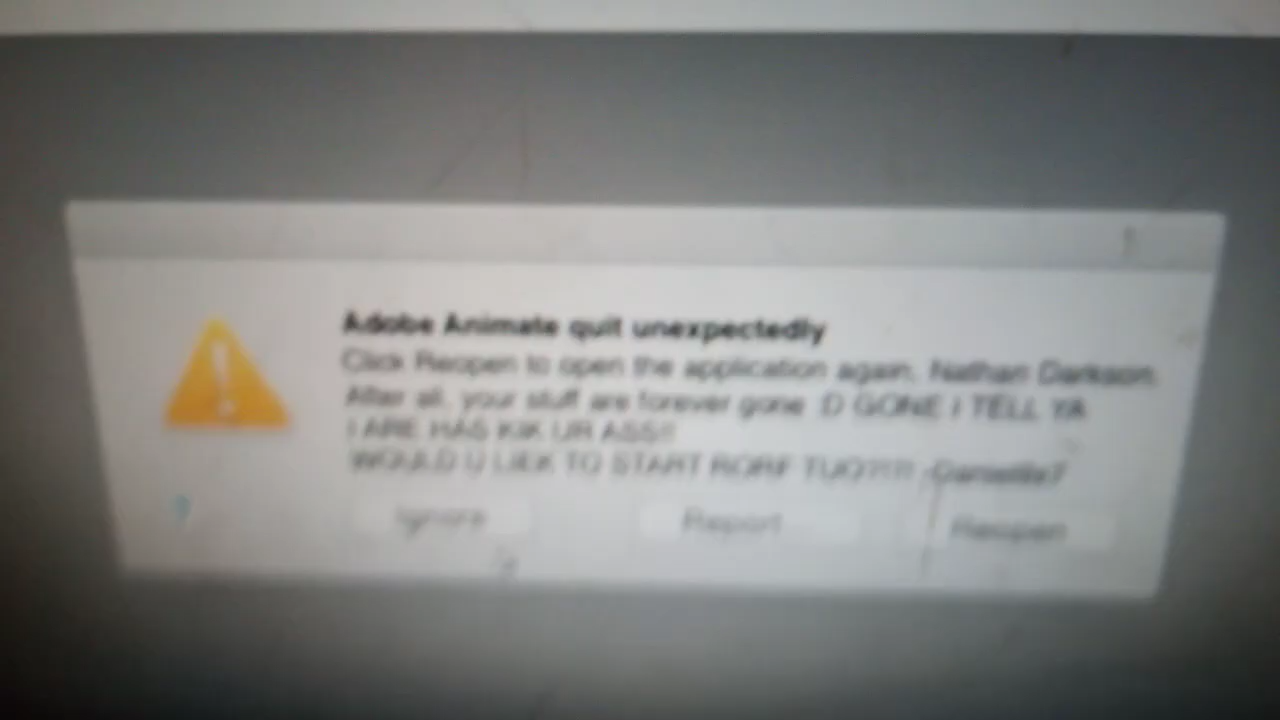 Adobe Animate quit unexpectedly
Click Reopen to open the application again, Nathan Darkson.
After all, your stuff are forever gone :D GONE I TELL YA
I ARE HAS KIK UR ASS!!
WOULD U LIEK TO START RORF TUO?!?!
Ignore
Report
Reopen